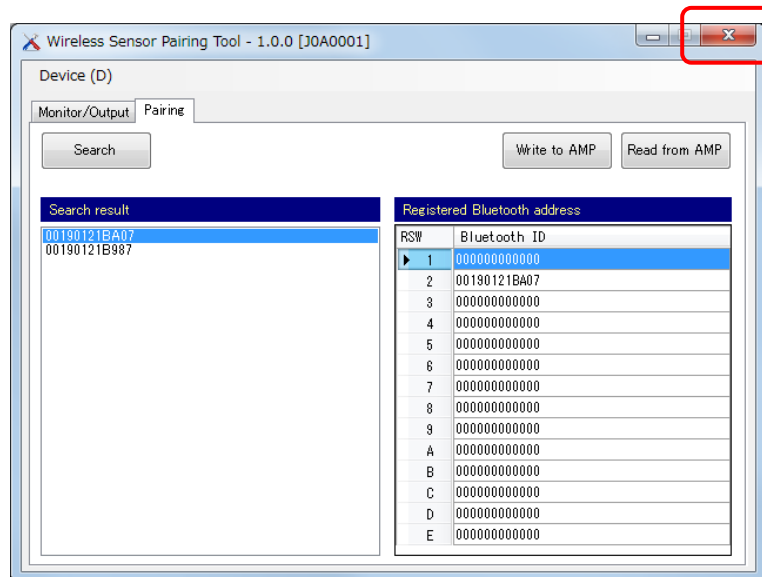 Wireless Sensor Pairing Tool - 1.0.0 [J0A0001]
Device (D)
Monitor/Output Pairing
Search Write to AMP Read from AMP
Search result
00190121BA07
00190121B987
Registered Bluetooth address
RSW Bluetooth ID
1 000000000000
2 00190121BA07
3 000000000000
4 000000000000
5 000000000000
6 000000000000
7 000000000000
8 000000000000
9 000000000000
A 000000000000
B 000000000000
C 000000000000
D 000000000000
E 000000000000